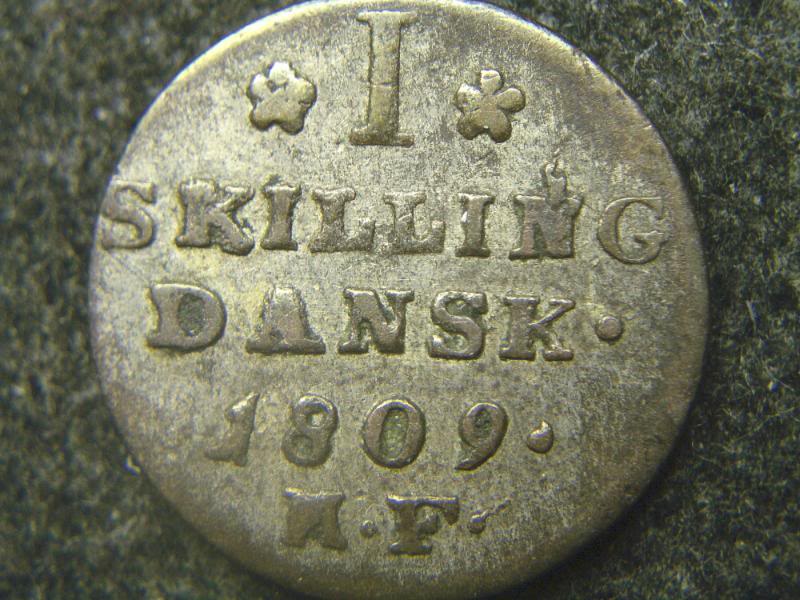 I
SKILLING
DANSK·
1809·
M·F·